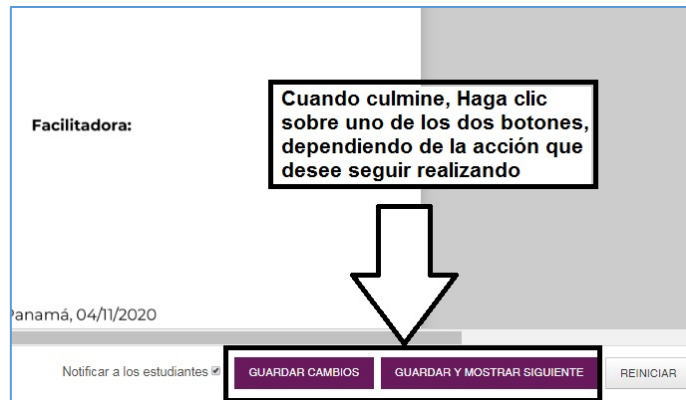 Cuando culmine, Haga clic
sobre uno de los dos botones,
dependiendo de la acción que
desee seguir realizando
Facilitadora:
Panamá, 04/11/2020
Notificar a los estudiantes
GUARDAR CAMBIOS
GUARDAR Y MOSTRAR SIGUIENTE
REINICIAR